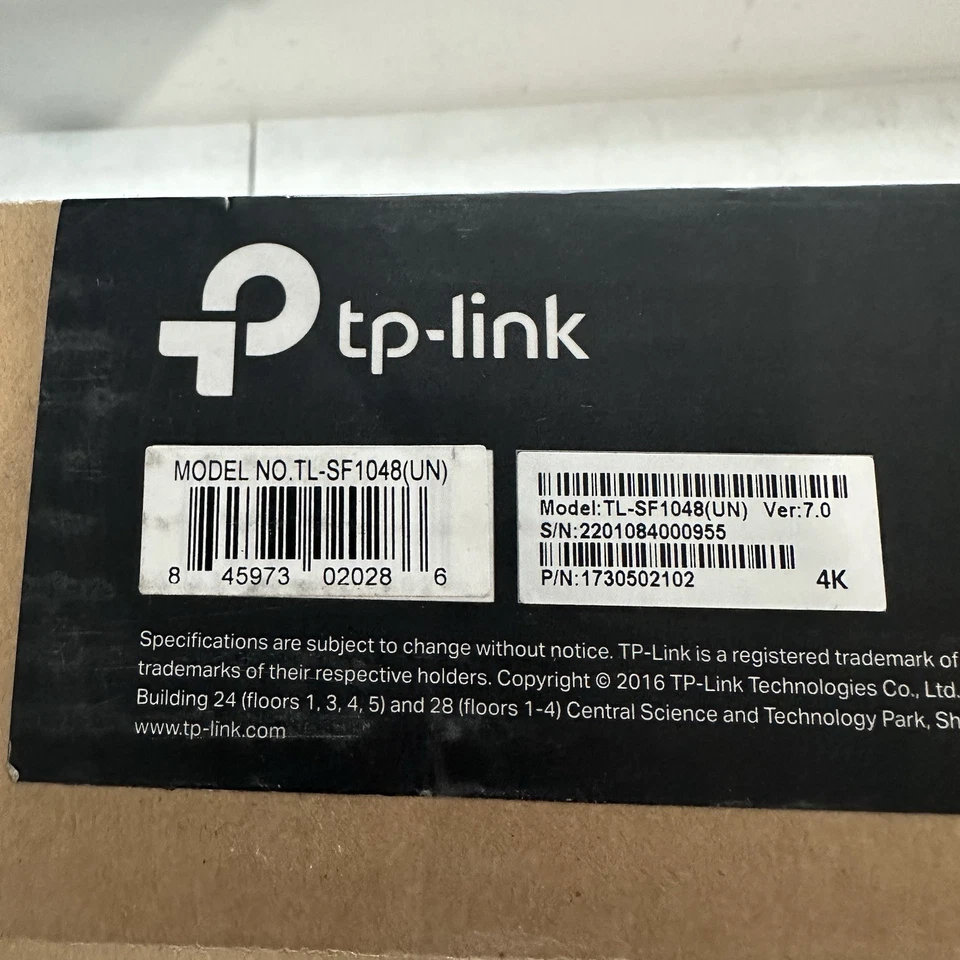 tp-link
MODEL NO.TL-SF1048(UN)
8 45973 02028 6
Model:TL-SF1048(UN) Ver:7.0
S/N:2201084000955
P/N:1730502102 4K
Specifications are subject to change without notice. TP-Link is a registered trademark of
trademarks of their respective holders. Copyright © 2016 TP-Link Technologies Co., Ltd.
Building 24 (floors 1, 3, 4, 5) and 28 (floors 1-4) Central Science and Technology Park, Sh
www.tp-link.com